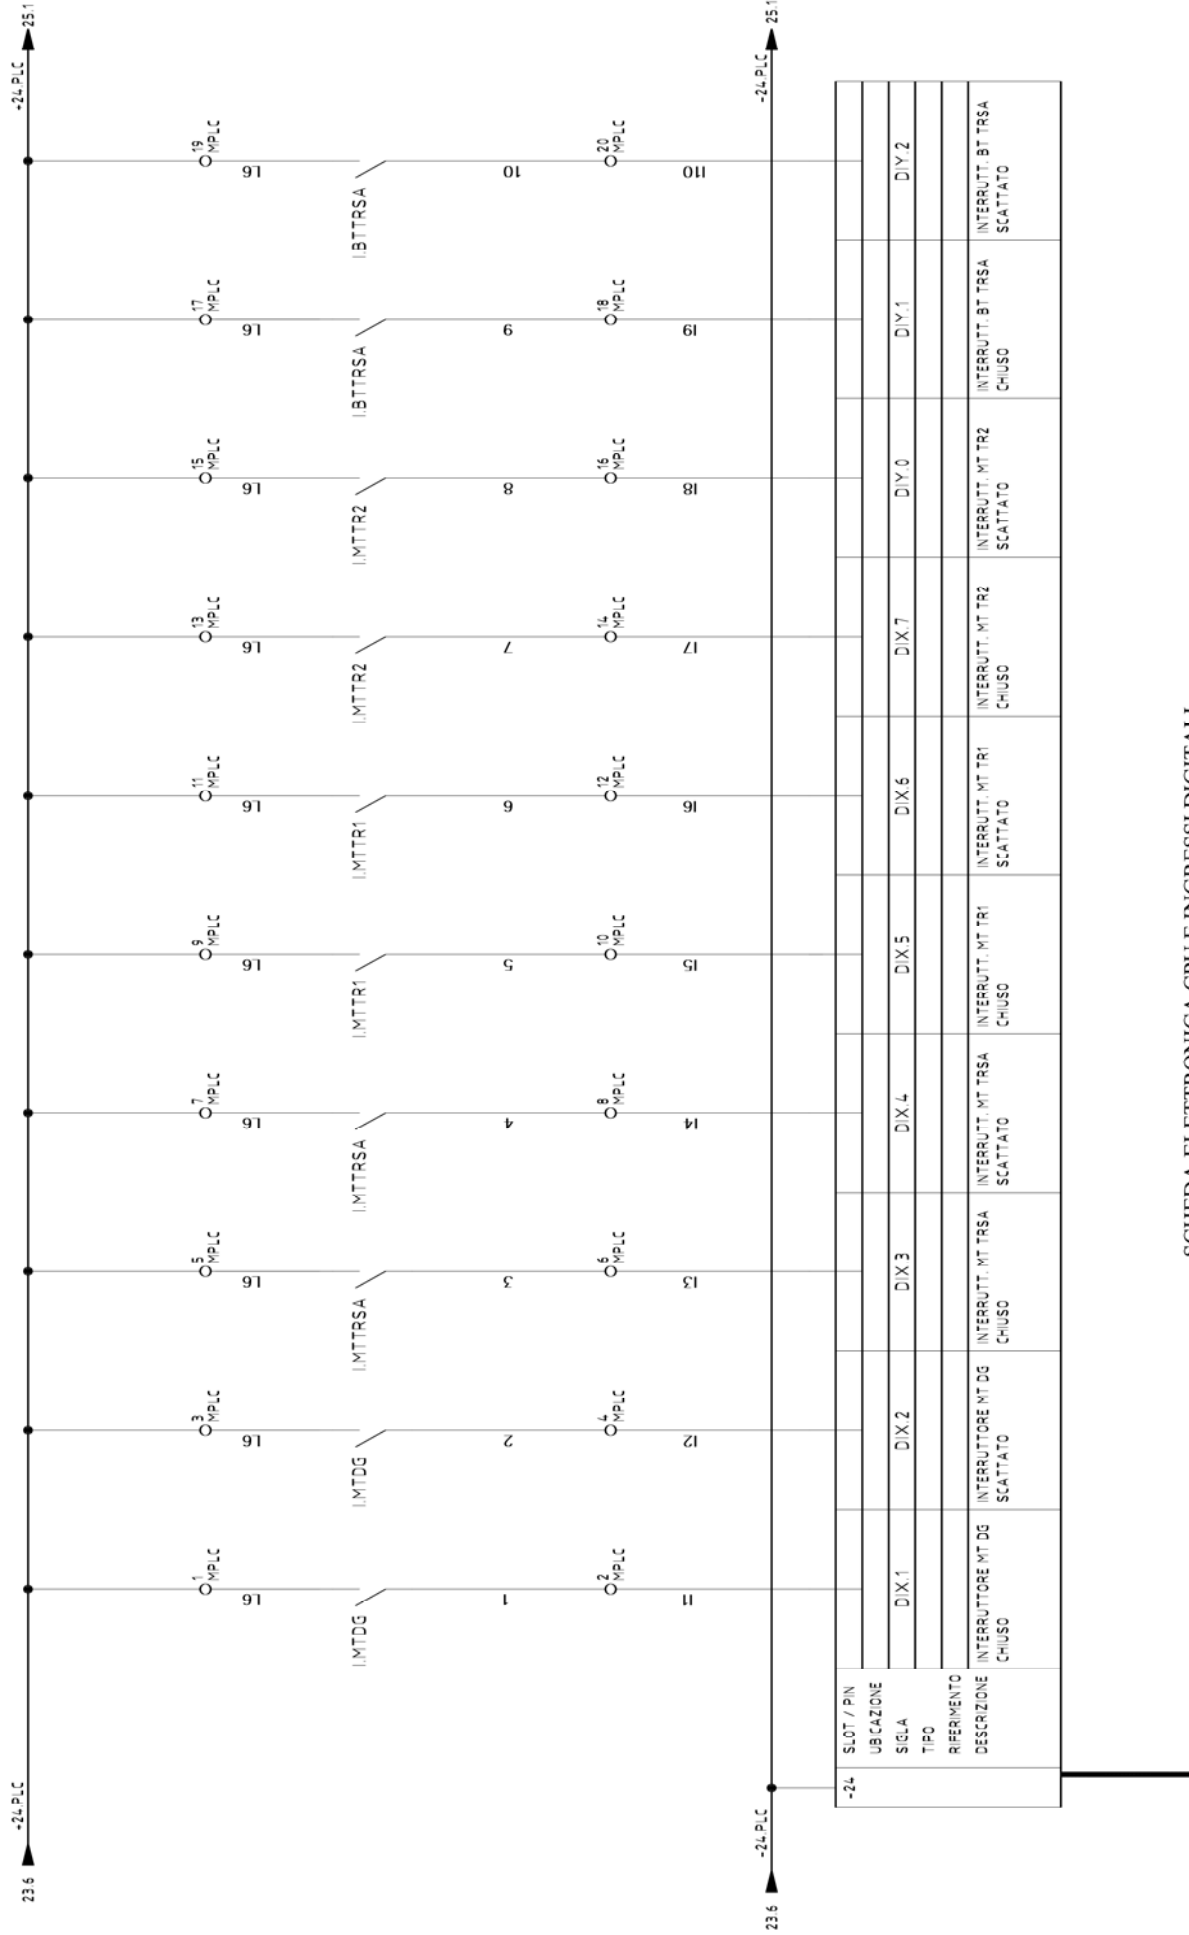 23.6 +24.PLC +24.PLC 25.1
1 3 5 7 9 11 13 15 17 19
MPLC MPLC MPLC MPLC MPLC MPLC MPLC MPLC MPLC MPLC
L6 L6 L6 L6 L6 L6 L6 L6 L6 L6
I.MTDG I.MTDG I.MTTRSA I.MTTRSA I.MTTR1 I.MTTR1 I.MTTR2 I.MTTR2 I.BTTRSA I.BTTRSA
1 2 3 4 5 6 7 8 9 10
2 4 6 8 10 12 14 16 18 20
MPLC MPLC MPLC MPLC MPLC MPLC MPLC MPLC MPLC MPLC
I1 I2 I3 I4 I5 I6 I7 I8 I9 I10
23.6 -24.PLC -24.PLC 25.1
-24 SLOT / PIN
UBICAZIONE
SIGLA DIX.1 DIX.2 DIX.3 DIX.4 DIX.5 DIX.6 DIX.7 DIY.0 DIY.1 DIY.2
TIPO
RIFERIMENTO
DESCRIZIONE
INTERRUTTORE MT DG
CHIUSO
INTERRUTTORE MT DG
SCATTATO
INTERRUTT. MT TRSA
CHIUSO
INTERRUTT. MT TRSA
SCATTATO
INTERRUTT. MT TR1
CHIUSO
INTERRUTT. MT TR1
SCATTATO
INTERRUTT. MT TR2
CHIUSO
INTERRUTT. MT TR2
SCATTATO
INTERRUTT. BT TRSA
CHIUSO
INTERRUTT. BT TRSA
SCATTATO
SCHEDA ELETTRONICA CPU E INGRESSI DIGITALI